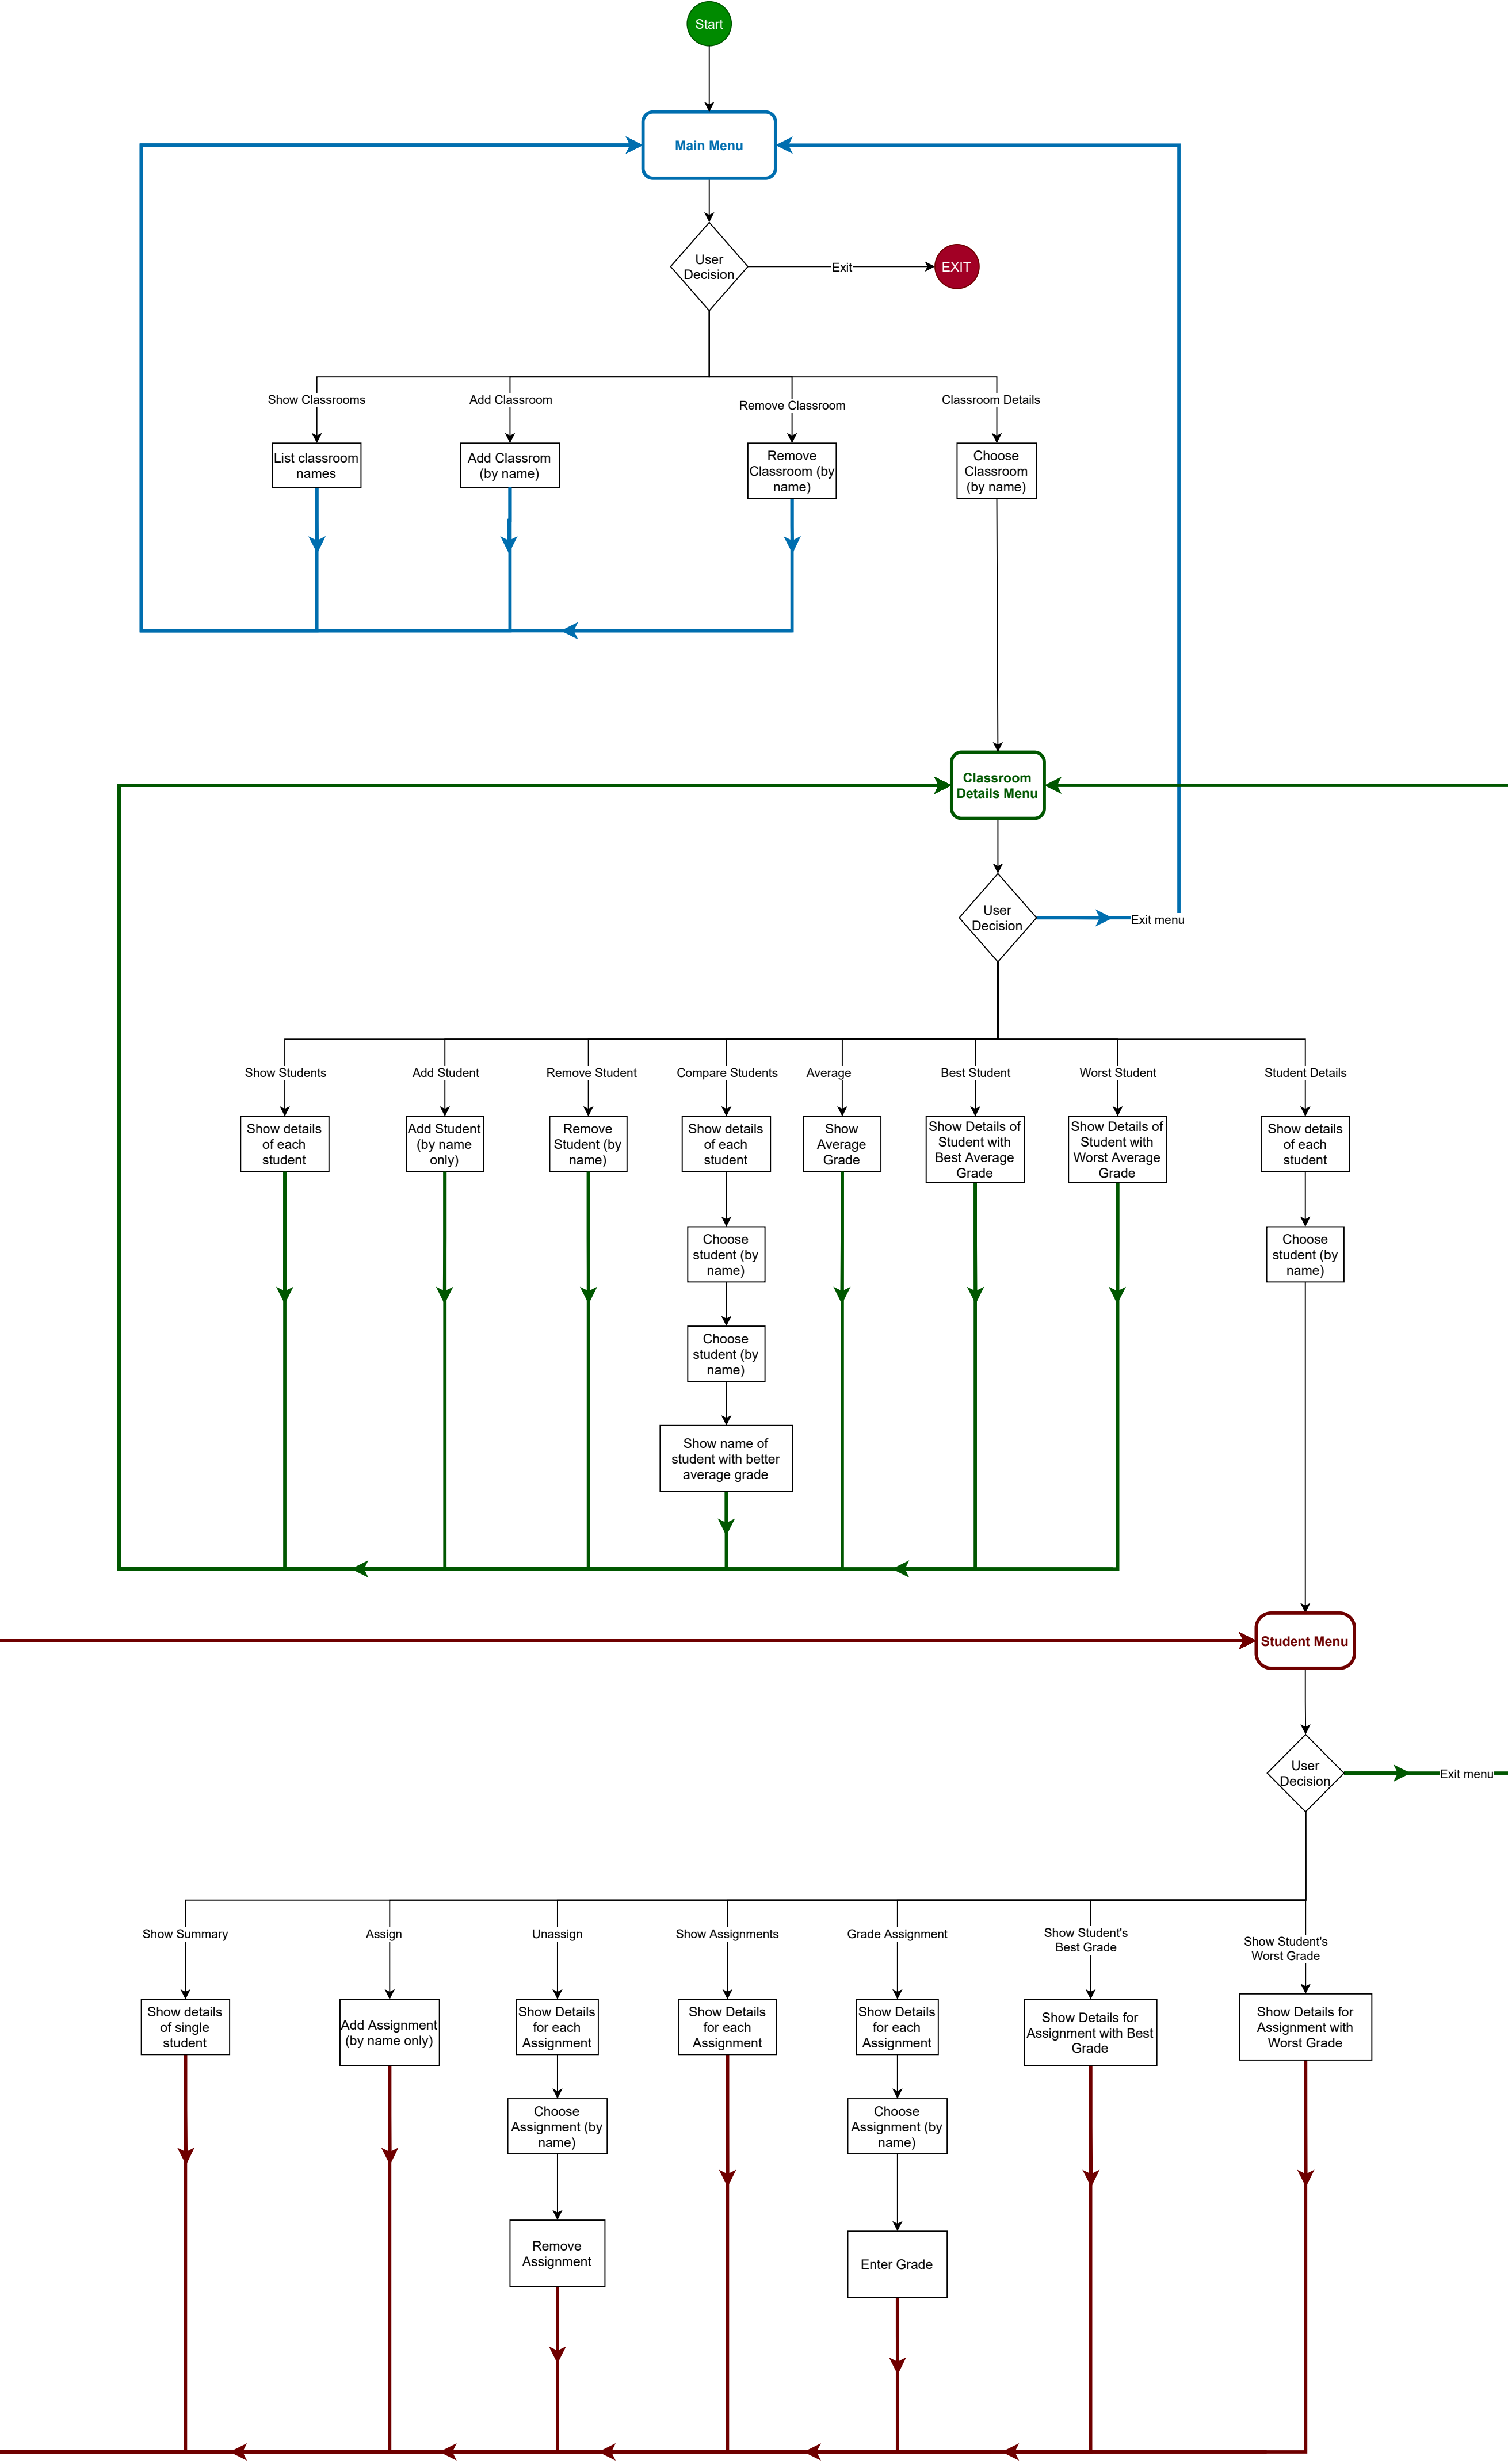 Start
Main Menu
User
Decision
Exit
EXIT
Show Classrooms
Add Classroom
Remove Classroom
Classroom Details
List classroom
names
Add Classrom
(by name)
Remove
Classroom (by
name)
Choose
Classroom
(by name)
Classroom
Details Menu
User
Decision
Exit menu
Show Students
Add Student
Remove Student
Compare Students
Average
Best Student
Worst Student
Student Details
Show details
of each
student
Add Student
(by name
only)
Remove
Student (by
name)
Show details
of each
student
Show
Average
Grade
Show Details of
Student with
Best Average
Grade
Show Details of
Student with
Worst Average
Grade
Show details
of each
student
Choose
student (by
name)
Choose
student (by
name)
Choose
student (by
name)
Show name of
student with better
average grade
Student Menu
User
Decision
Exit menu
Show Summary
Assign
Unassign
Show Assignments
Grade Assignment
Show Student's
Best Grade
Show Student's
Worst Grade
Show details
of single
student
Add Assignment
(by name only)
Show Details
for each
Assignment
Show Details
for each
Assignment
Show Details
for each
Assignment
Show Details for
Assignment with Best
Grade
Show Details for
Assignment with
Worst Grade
Choose
Assignment (by
name)
Choose
Assignment (by
name)
Remove
Assignment
Enter Grade